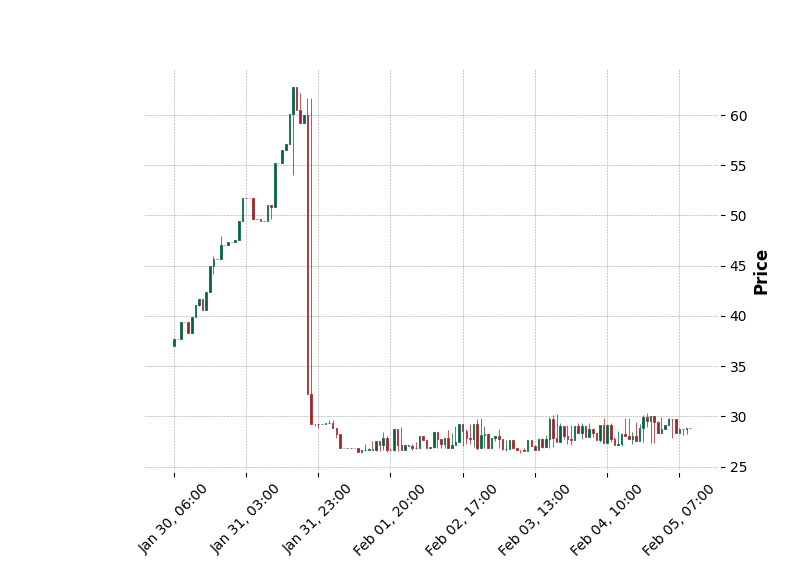 60
55
50
45
40
35
30
25
Price
Jan 30, 06:00
Jan 31, 03:00
Jan 31, 23:00
Feb 01, 20:00
Feb 02, 17:00
Feb 03, 13:00
Feb 04, 10:00
Feb 05, 07:00